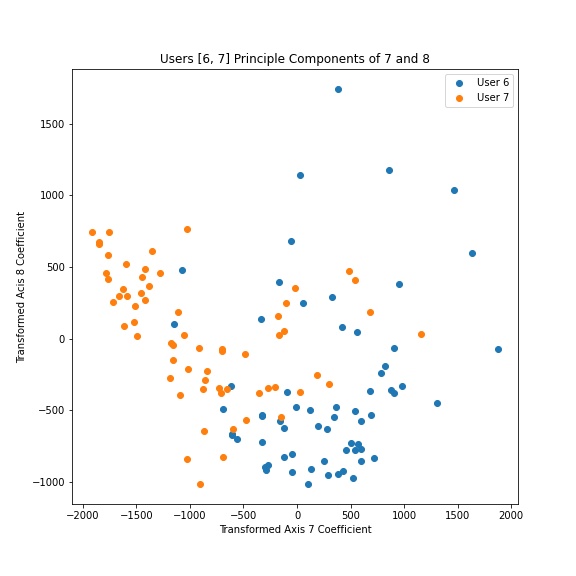 Users [6, 7] Principle Components of 7 and 8
User 6
User 7
Transformed Acis 8 Coefficient
1500
1000
500
0
−500
−1000
−2000 −1500 −1000 −500 0 500 1000 1500 2000
Transformed Axis 7 Coefficient